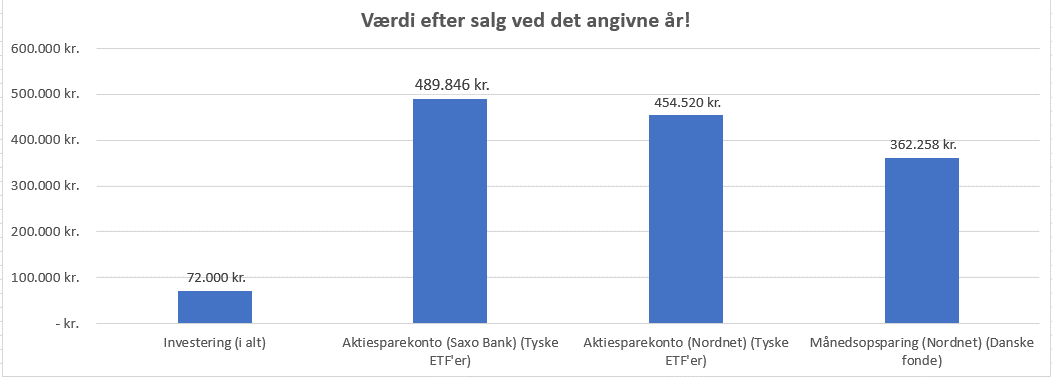 Værdi efter salg ved det angivne år!
600.000 kr.
500.000 kr.
400.000 kr.
300.000 kr.
200.000 kr.
100.000 kr.
- kr.
72.000 kr.
489.846 kr.
454.520 kr.
362.258 kr.
Investering (i alt)
Aktiesparekonto (Saxo Bank) (Tyske
ETF'er)
Aktiesparekonto (Nordnet) (Tyske
ETF'er)
Månedsopsparing (Nordnet) (Danske
fonde)